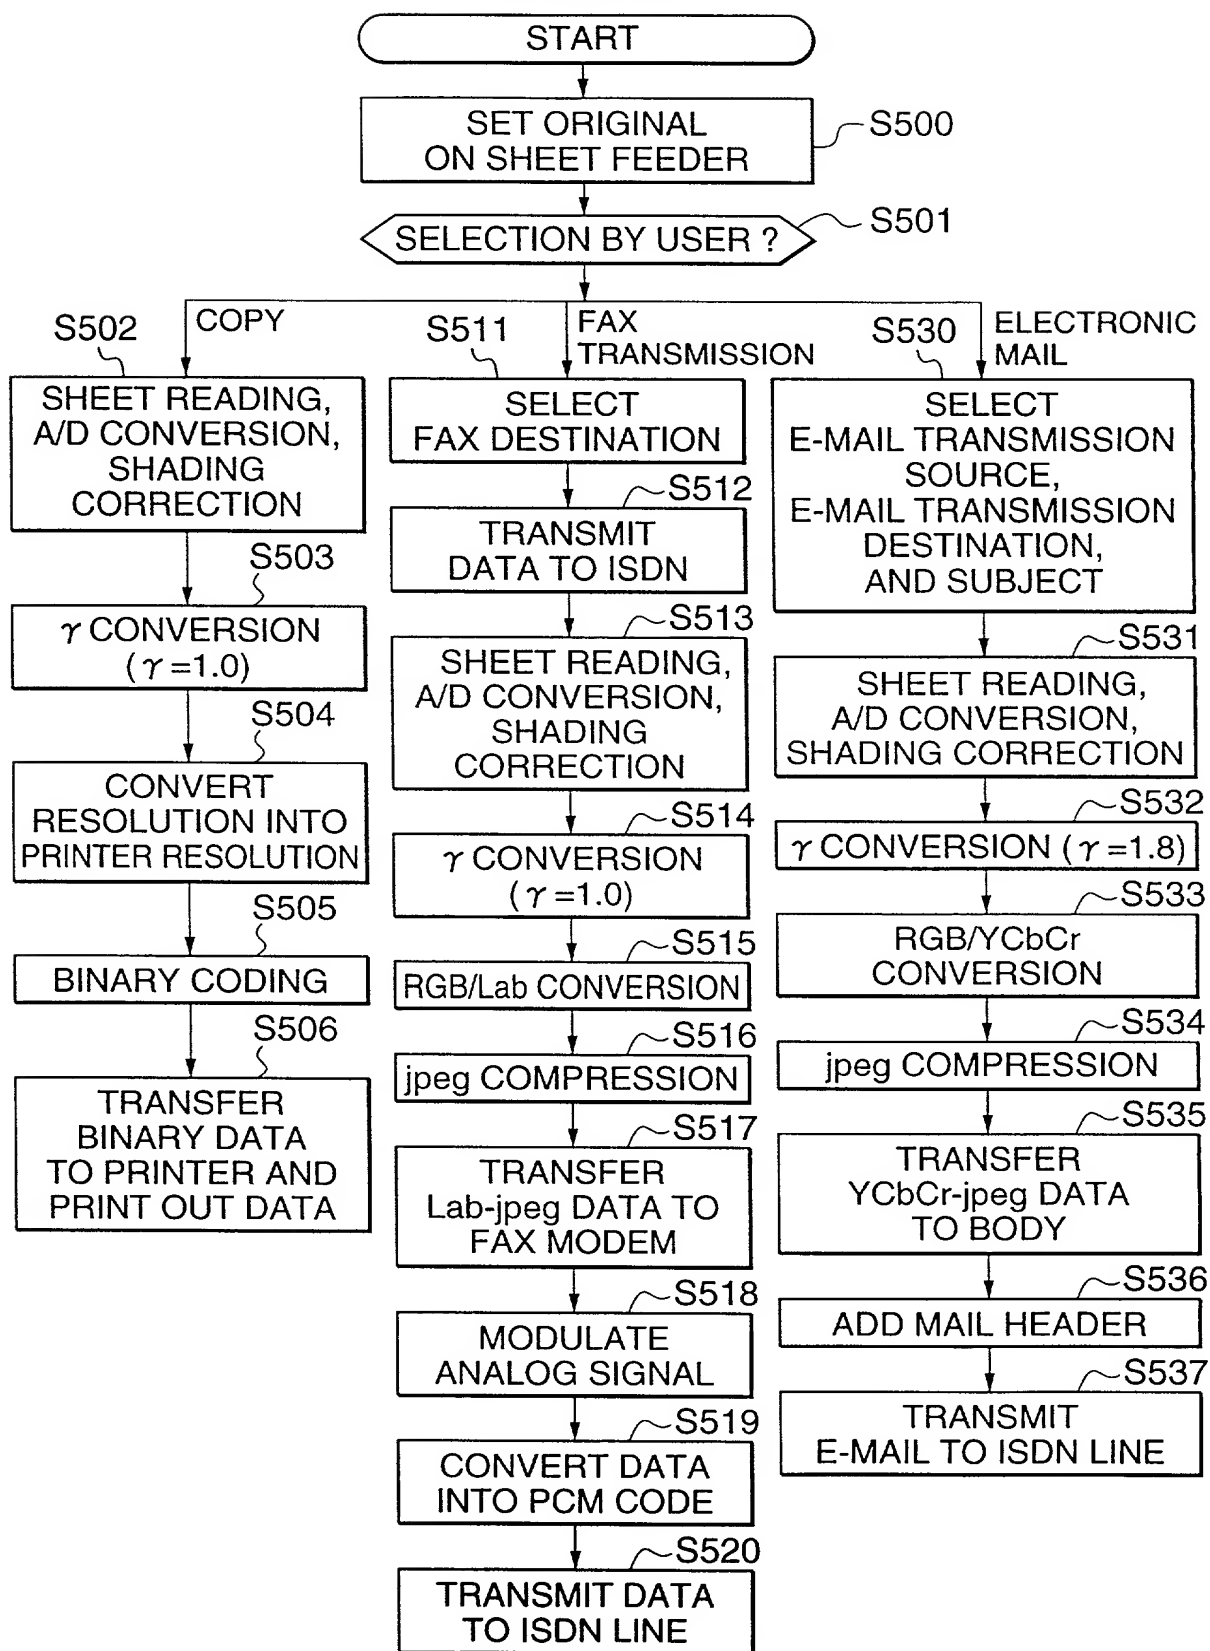 START
SET ORIGINAL
ON SHEET FEEDER
S500
SELECTION BY USER ?
S501
COPY
S502
SHEET READING,
A/D CONVERSION,
SHADING
CORRECTION
S503
γ CONVERSION
(γ=1.0)
S504
CONVERT
RESOLUTION INTO
PRINTER RESOLUTION
S505
BINARY CODING
S506
TRANSFER
BINARY DATA
TO PRINTER AND
PRINT OUT DATA
FAX
TRANSMISSION
S511
SELECT
FAX DESTINATION
S512
TRANSMIT
DATA TO ISDN
S513
SHEET READING,
A/D CONVERSION,
SHADING
CORRECTION
S514
γ CONVERSION
(γ=1.0)
S515
RGB/Lab CONVERSION
S516
jpeg COMPRESSION
S517
TRANSFER
Lab-jpeg DATA TO
FAX MODEM
S518
MODULATE
ANALOG SIGNAL
S519
CONVERT DATA
INTO PCM CODE
S520
TRANSMIT DATA
TO ISDN LINE
ELECTRONIC
MAIL
S530
SELECT
E-MAIL TRANSMISSION
SOURCE,
E-MAIL TRANSMISSION
DESTINATION,
AND SUBJECT
S531
SHEET READING,
A/D CONVERSION,
SHADING CORRECTION
S532
γ CONVERSION (γ=1.8)
S533
RGB/YCbCr
CONVERSION
S534
jpeg COMPRESSION
S535
TRANSFER
YCbCr-jpeg DATA
TO BODY
S536
ADD MAIL HEADER
S537
TRANSMIT
E-MAIL TO ISDN LINE